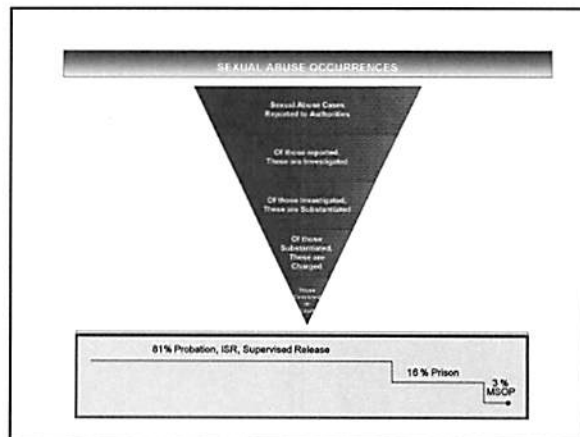 SEXUAL ABUSE OCCURRENCES
Sexual Abuse Cases
Reported to Authorities
Of those reported,
These are Investigated
Of those Investigated,
These are Substantiated
Of those
Substantiated,
These are
Charged
81% Probation, ISR, Supervised Release
16 % Prison
3 %
MSOP